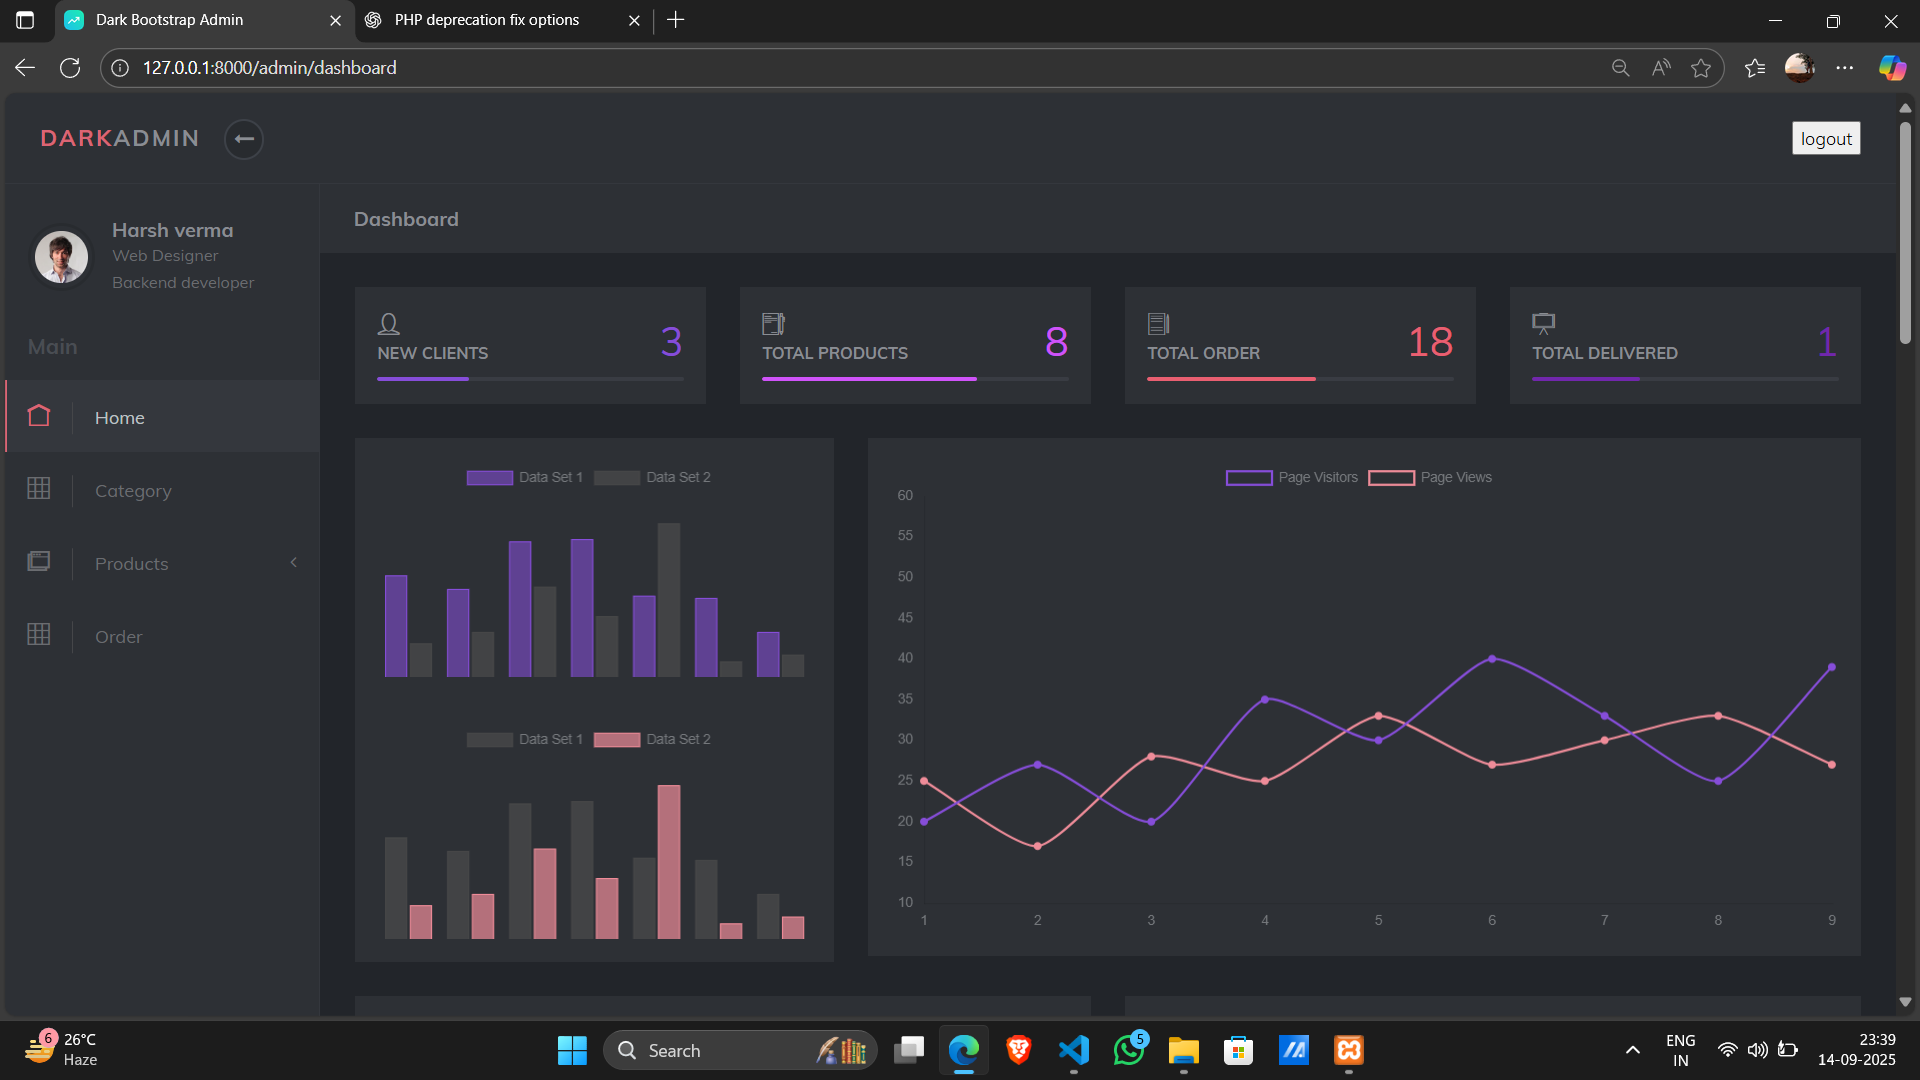 Dark Bootstrap Admin
PHP deprecation fix options
127.0.0.1:8000/admin/dashboard
DARKADMIN
logout
Harsh verma
Web Designer
Backend developer
Main
Home
Category
Products
Order
Dashboard
NEW CLIENTS
3
TOTAL PRODUCTS
8
TOTAL ORDER
18
TOTAL DELIVERED
1
Data Set 1 Data Set 2
Data Set 1 Data Set 2
Page Visitors Page Views
60
55
50
45
40
35
30
25
20
15
10
1 2 3 4 5 6 7 8 9
6
26°C
Haze
Search
5
ENG
IN
23:39
14-09-2025